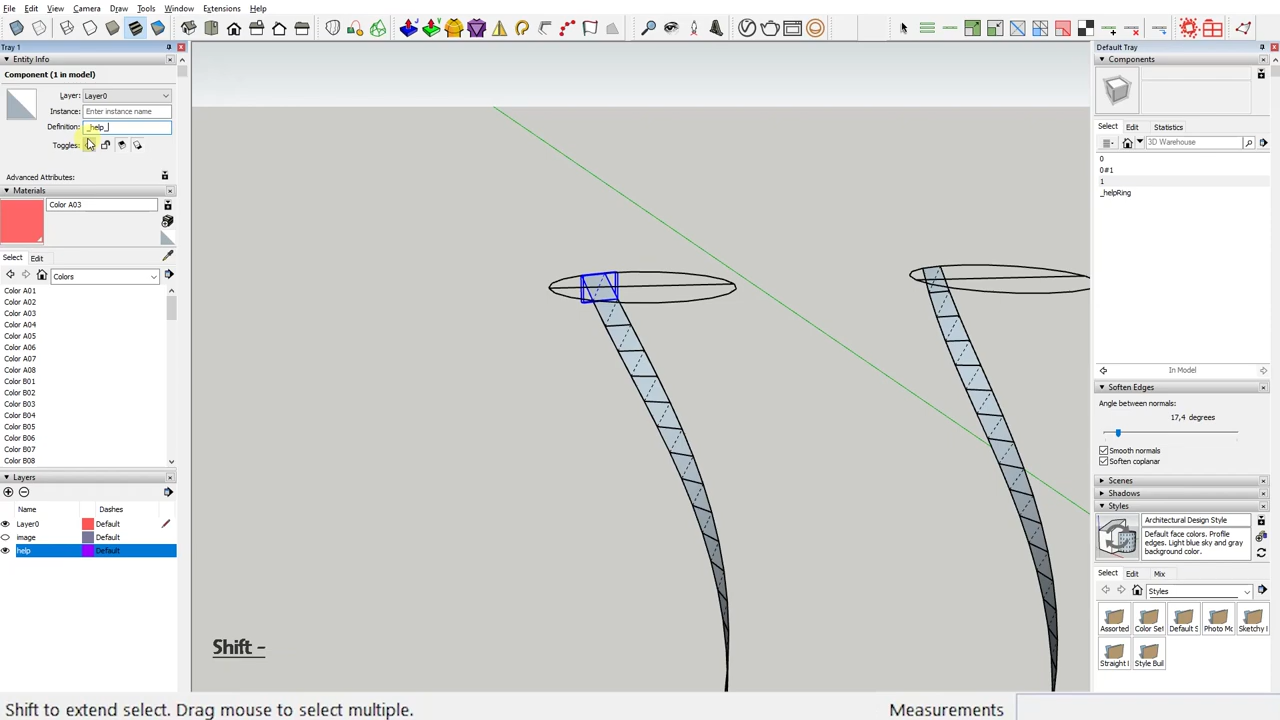 File Edit View Camera Draw Tools Window Extensions Help
Tray 1
Entity Info
Component (1 in model)
Layer: Layer0
Instance: Enter instance name
Definition: _help_
Toggles:
Advanced Attributes:
Materials
Color A03
Select Edit
Colors
Color A01
Color A02
Color A03
Color A04
Color A05
Color A06
Color A07
Color A08
Color B01
Color B02
Color B03
Color B04
Color B05
Color B06
Color B07
Color B08
Layers
Name Dashes
Layer0 Default
image Default
help Default
Shift -
Default Tray
Components
Select Edit Statistics
3D Warehouse
0
0#1
1
_helpRing
In Model
Soften Edges
Angle between normals:
17,4 degrees
Smooth normals
Soften coplanar
Scenes
Shadows
Styles
Architectural Design Style
Default face colors. Profile
edges. Light blue sky and gray
background color.
Select Edit Mix
Styles
Assorted Color Set Default S Photo Mo Sketchy I
Straight I Style Buil
Shift to extend select. Drag mouse to select multiple.
Measurements